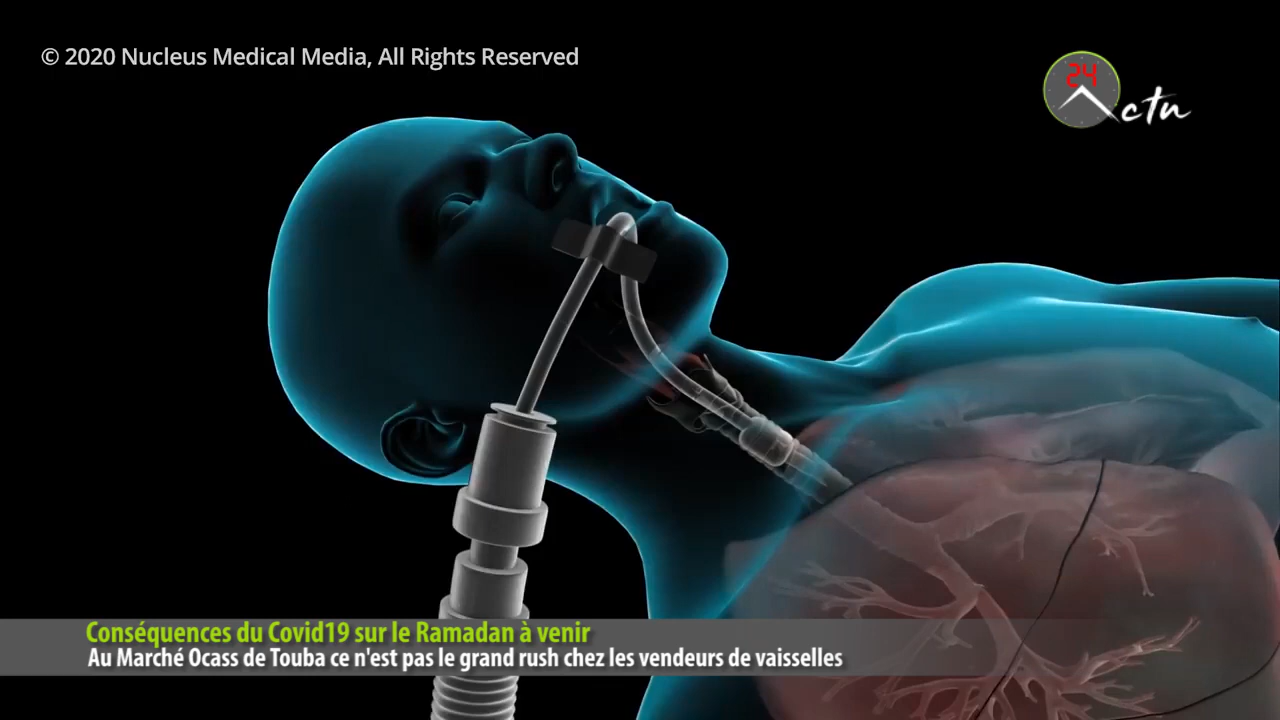 © 2020 Nucleus Medical Media, All Rights Reserved
24
Actn
Conséquences du Covid19 sur le Ramadan à venir
Au Marché Ocass de Touba ce n'est pas le grand rush chez les vendeurs de vaisselles